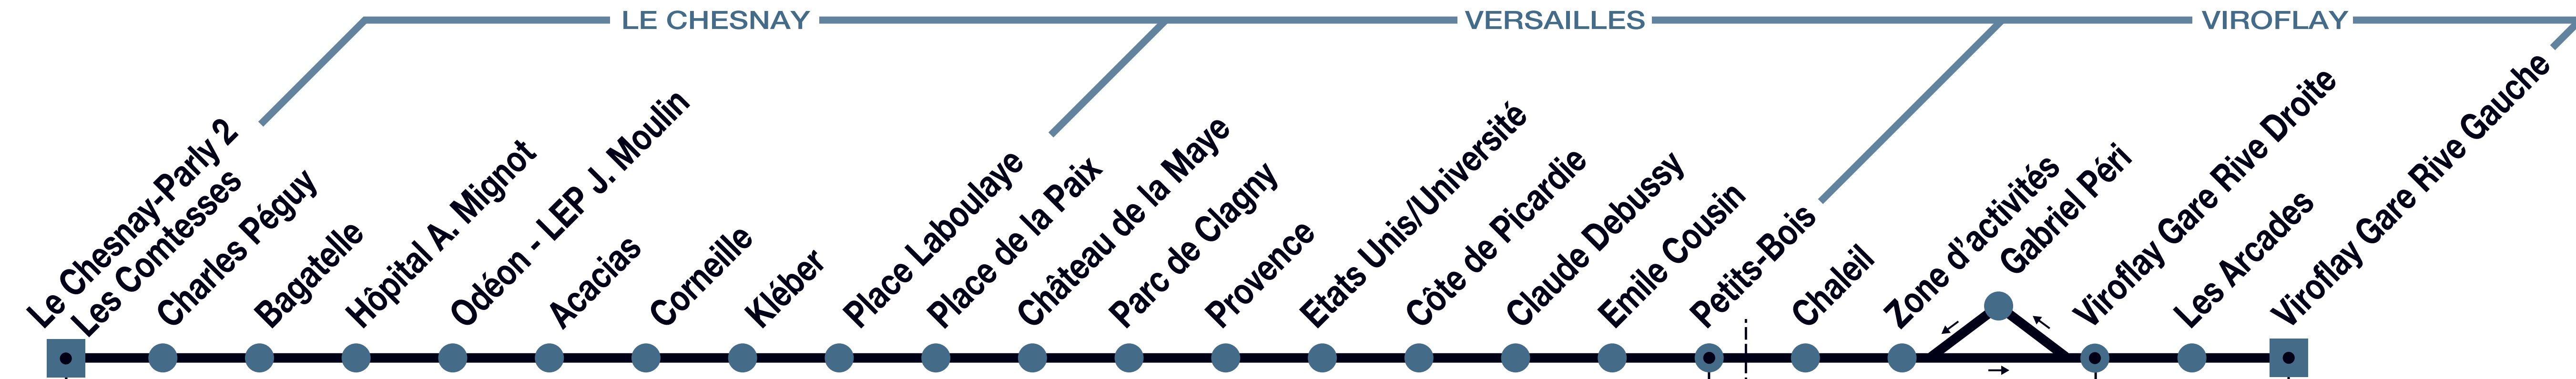 LE CHESNAY
VERSAILLES
VIROFLAY
Le Chesnay-Parly 2
Les Comtesses
Charles Péguy
Bagatelle
Hôpital A. Mignot
Odéon - LEP J. Moulin
Acacias
Corneille
Kléber
Place Laboulaye
Place de la Paix
Château de la Maye
Parc de Clagny
Provence
Etats Unis/Université
Côte de Picardie
Claude Debussy
Emile Cousin
Petits-Bois
Chaleil
Zone d'activités
Gabriel Péri
Viroflay Gare Rive Droite
Les Arcades
Viroflay Gare Rive Gauche